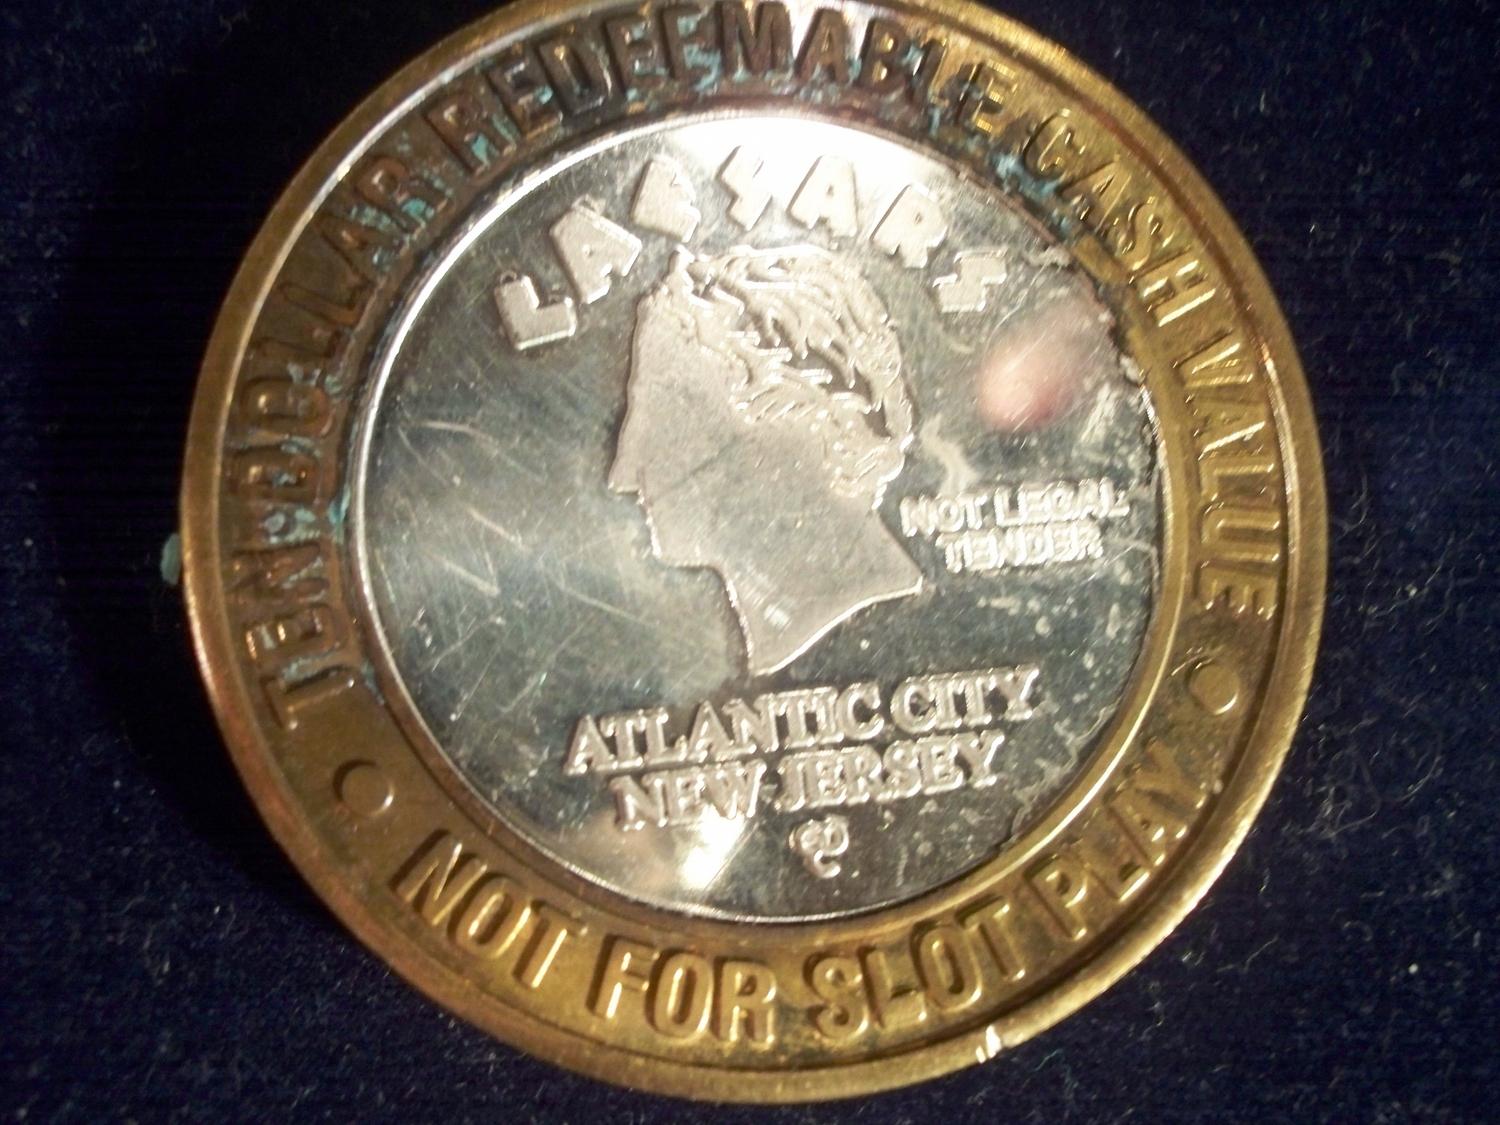 TEN DOLLAR REDEEMABLE CASH VALUE
CAESARS
NOT LEGAL
TENDER
ATLANTIC CITY
NEW JERSEY
NOT FOR SLOT PLAY